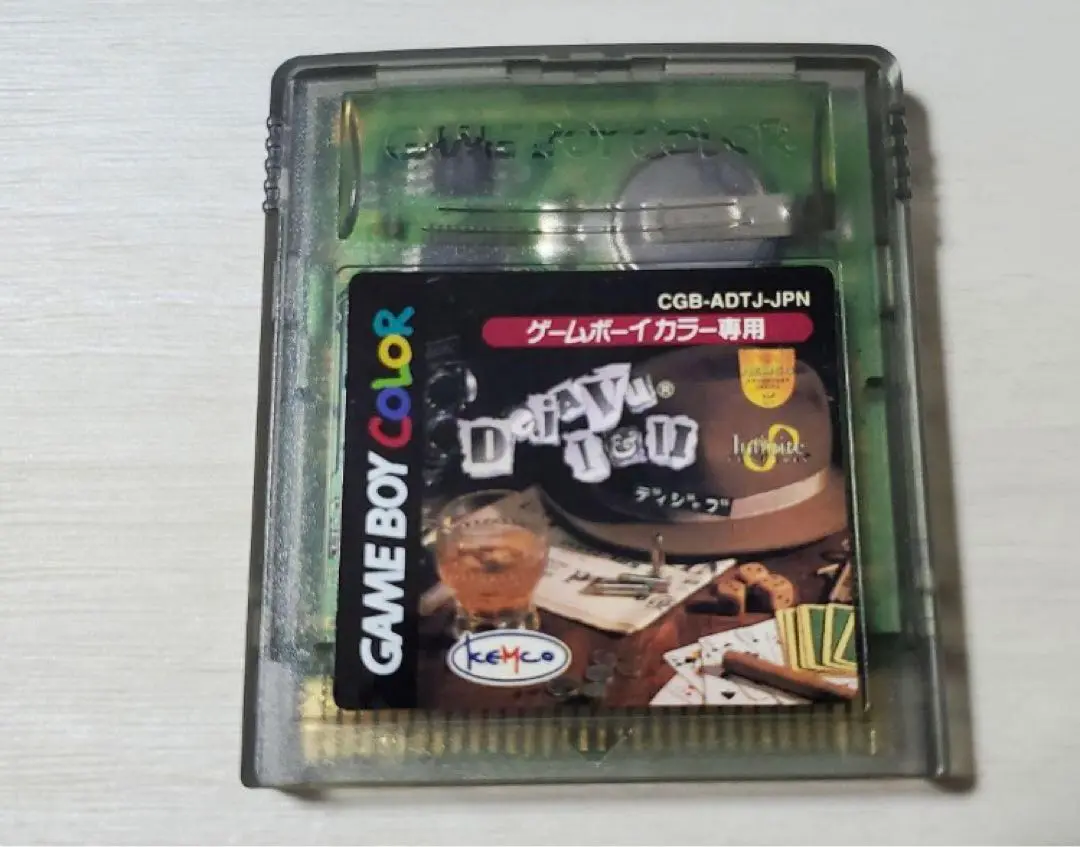 GAME BOY COLOR
CGB-ADTJ-JPN
ゲームボーイカラー専用
GAME BOY COLOR
Dejavu®
I & II
Infinite
ディジャブ
KEMCO